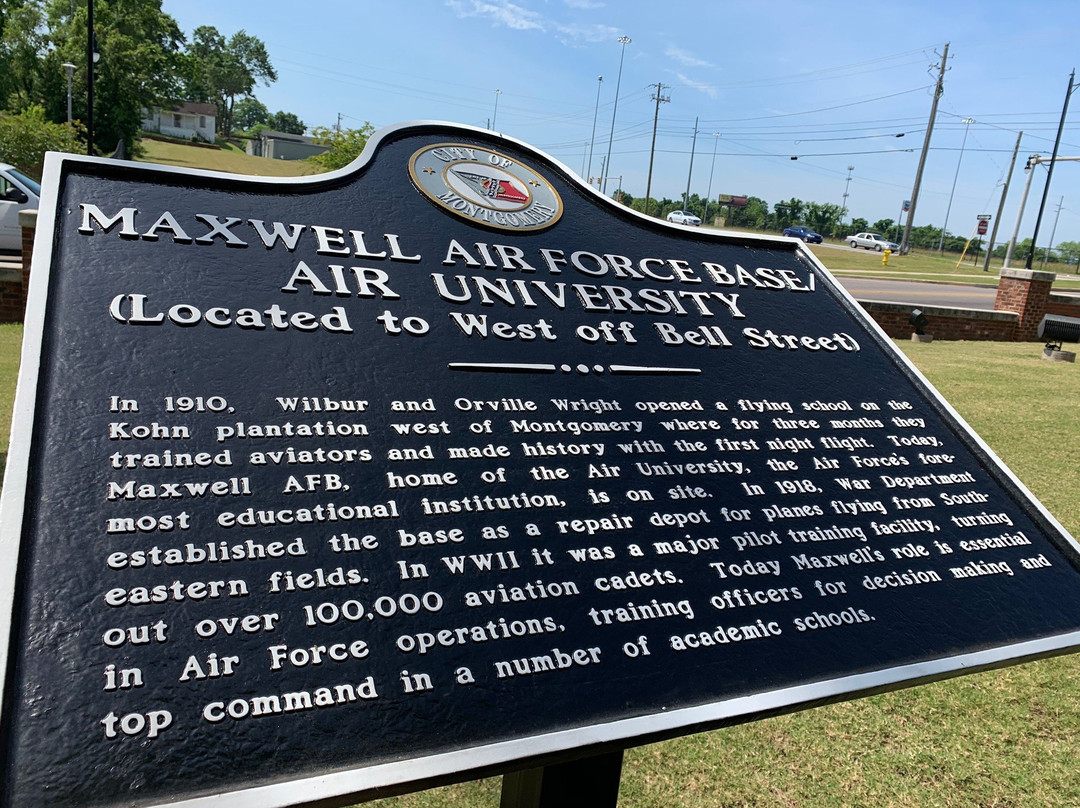 CITY OF
MONTGOMERY
MAXWELL AIR FORCE BASE/
AIR UNIVERSITY
(Located to West off Bell Street)
In 1910, Wilbur and Orville Wright opened a flying school on the
Kohn plantation west of Montgomery where for three months they
trained aviators and made history with the first night flight. Today,
Maxwell AFB, home of the Air University, the Air Force's fore-
most educational institution, is on site. In 1918, War Department
established the base as a repair depot for planes flying from South-
eastern fields. In WWII it was a major pilot training facility, turning
out over 100,000 aviation cadets. Today Maxwell's role is essential
in Air Force operations, training officers for decision making and
top command in a number of academic schools.